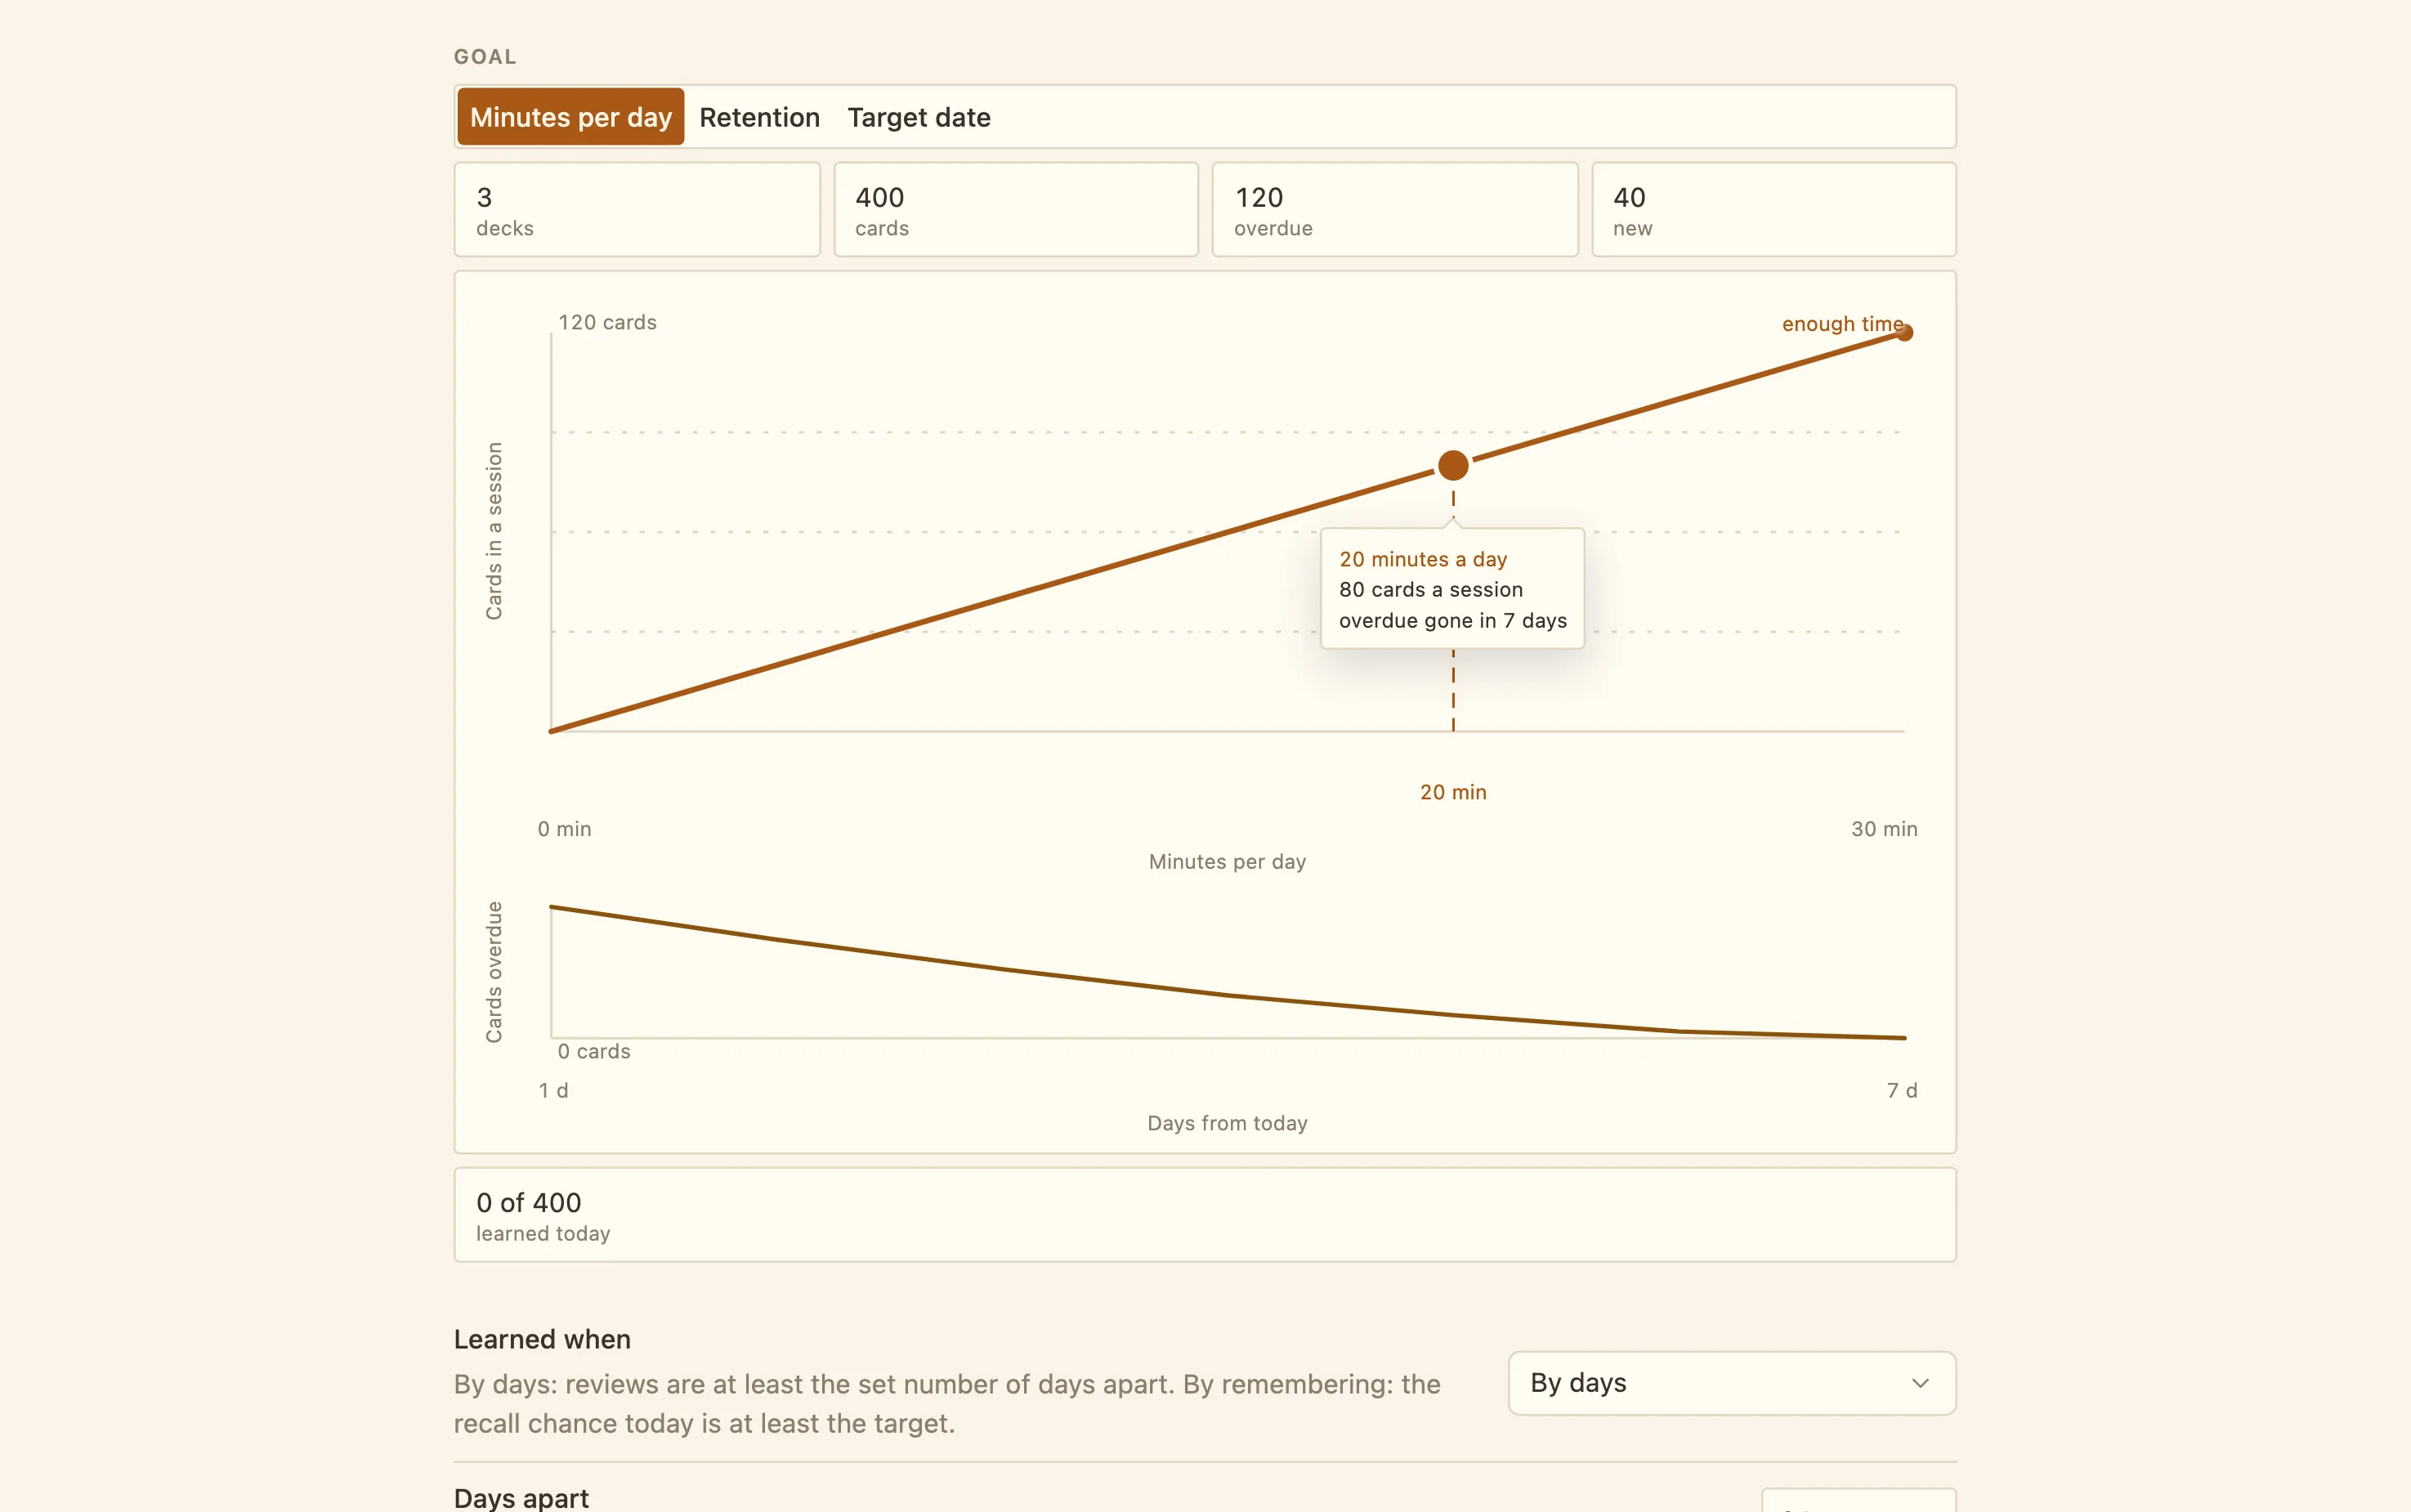 GOAL
Minutes per day
Retention
Target date
3
decks
400
cards
120
overdue
40
new
120 cards
enough time
Cards in a session
20 minutes a day
80 cards a session
overdue gone in 7 days
20 min
0 min
30 min
Minutes per day
Cards overdue
0 cards
1 d
7 d
Days from today
0 of 400
learned today
Learned when
By days: reviews are at least the set number of days apart. By remembering: the
recall chance today is at least the target.
By days
Days apart